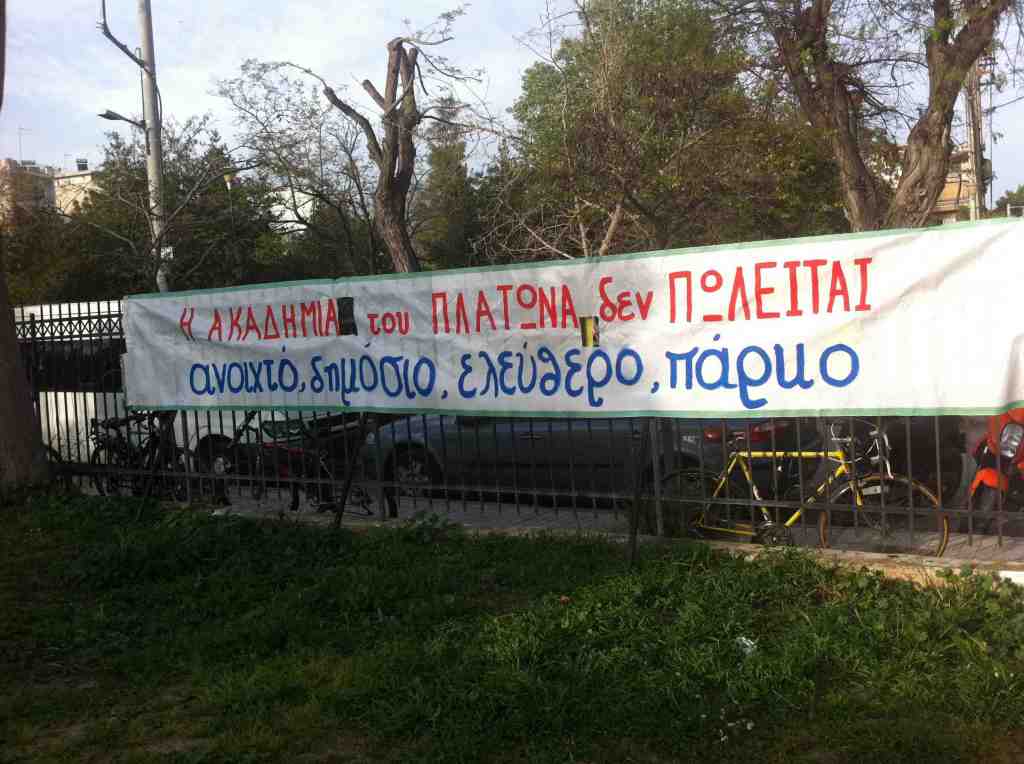 Η ΑΚΑΔΗΜΙΑ του ΠΛΑΤΩΝΑ δεν ΠΩΛΕΙΤΑΙ
ανοιχτό, δημόσιο, ελεύθερο, πάρκο